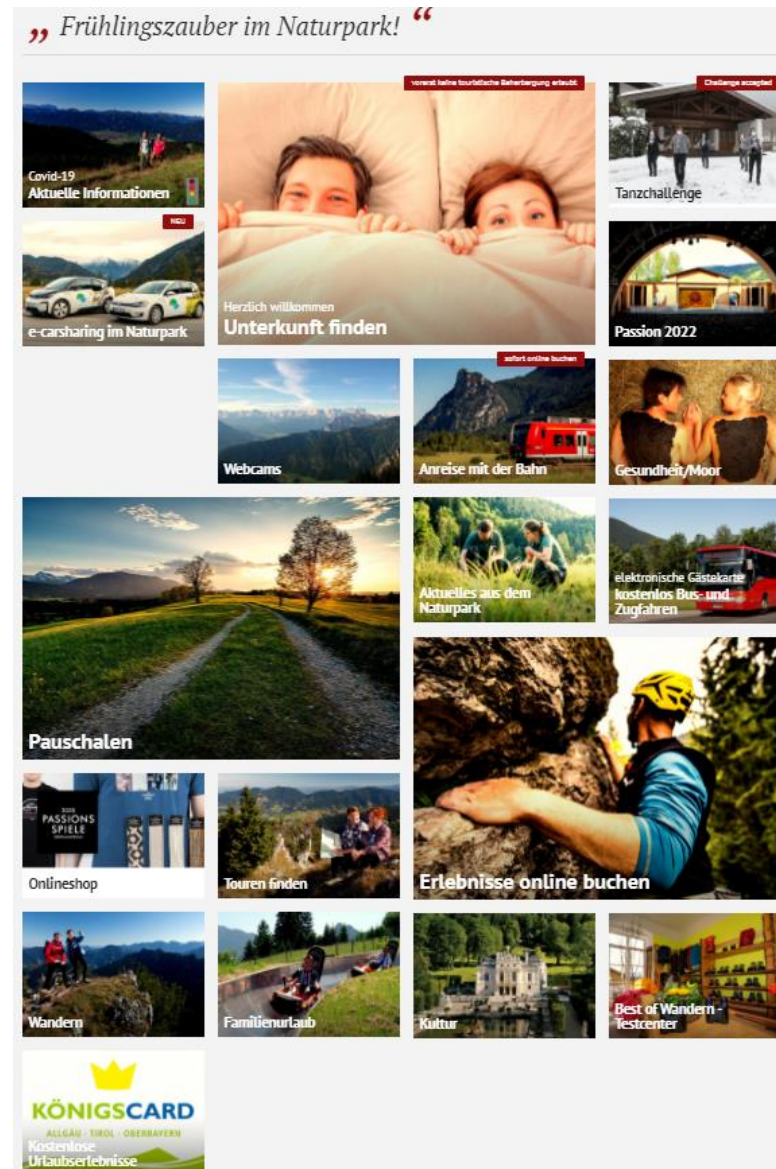 „ Frühlingszauber im Naturpark! “
Covid-19
Aktuelle Informationen
vorerst keine touristische Beherbergung erlaubt
Herzlich willkommen
Unterkunft finden
Challenge accepted
Tanzchallenge
NEU
e-carsharing im Naturpark
Passion 2022
Webcams
sofort online buchen
Anreise mit der Bahn
Gesundheit/Moor
Pauschalen
Aktuelles aus dem
Naturpark
elektronische Gästekarte
kostenlos Bus- und
Zugfahren
Erlebnisse online buchen
PASSIONS
SPIELE
Onlineshop
Touren finden
Wandern
Familienurlaub
Kultur
Best of Wandern -
Testcenter
KÖNIGSCARD
ALLGÄU · TIROL · OBERBAYERN
Kostenlose
Urlaubserlebnisse